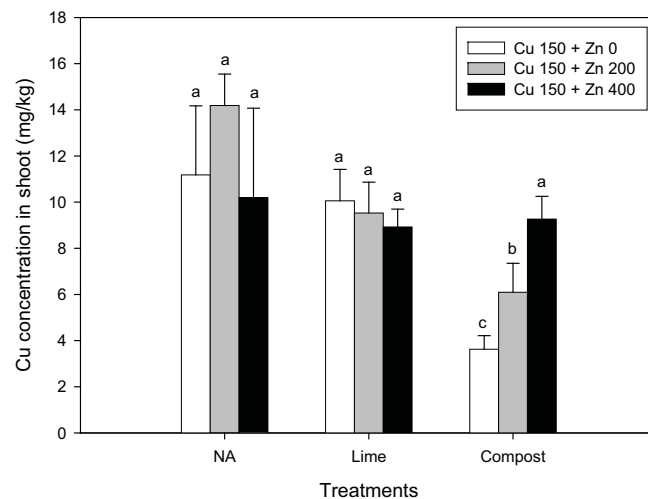 18
16
14
12
10
8
6
4
2
0
Cu concentration in shoot (mg/kg)
Cu 150 + Zn 0
Cu 150 + Zn 200
Cu 150 + Zn 400
a
a
a
a
a
a
c
b
a
NA
Lime
Compost
Treatments